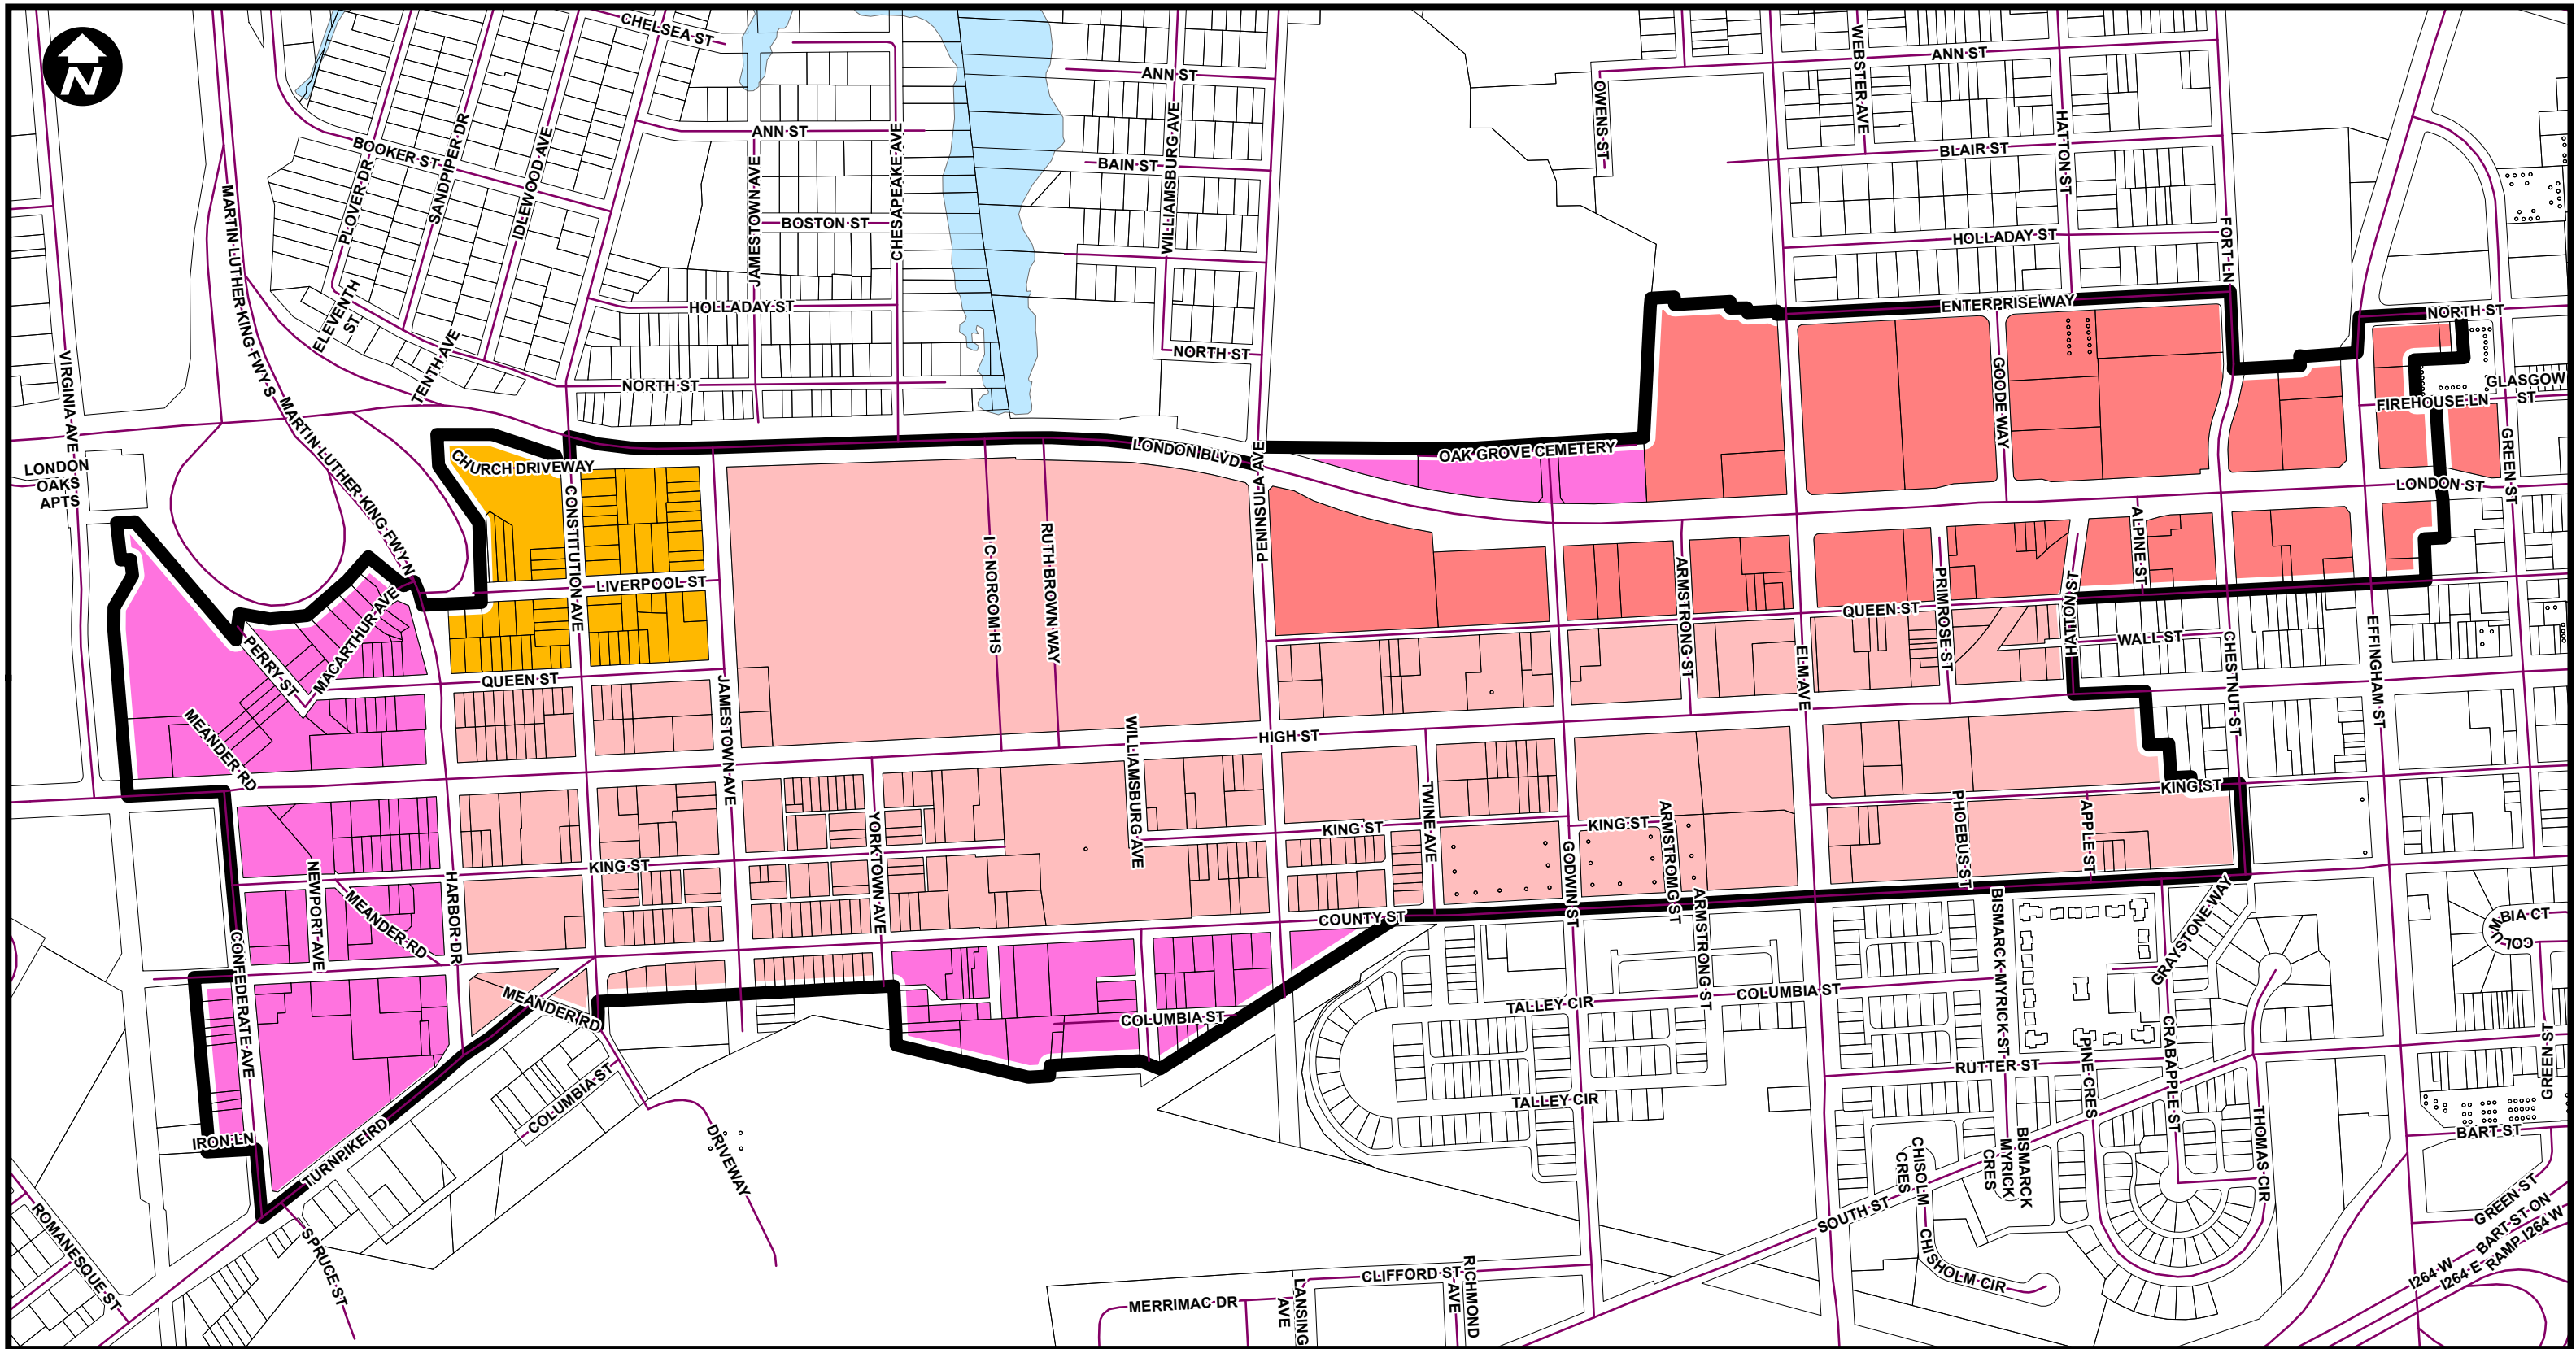 N
CHELSEA ST
ANN ST
WEBSTER AVE
ANN ST
OWENS ST
ANN ST
BOOKER ST
PLOVER DR
SANDPIPER DR
IDLEWOOD AVE
JAMESTOWN AVE
CHESAPEAKE AVE
WILLIAMSBURG AVE
BAIN ST
HATTON ST
BLAIR ST
BOSTON ST
MARTIN LUTHER KING FWY S
HOLLADAY ST
FORT LN
HOLLADAY ST
ELEVENTH
ST
TENTH AVE
NORTH ST
NORTH ST
ENTERPRISE WAY
NORTH ST
GOODE WAY
GLASGOW
ST
FIREHOUSE LN
VIRGINIA AVE
MARTIN LUTHER KING FWY N
LONDON
OAKS
APTS
CHURCH DRIVEWAY
CONSTITUTION AVE
LONDON BLVD
PENINSULA AVE
OAK GROVE CEMETERY
GREEN ST
LONDON ST
I C NORCOM HS
RUTH BROWN WAY
ALPINE ST
LIVERPOOL ST
ARMSTRONG ST
PRIMROSE ST
HATTON ST
QUEEN ST
MACARTHUR AVE
PERRY ST
QUEEN ST
WALL ST
CHESTNUT ST
EFFINGHAM ST
ELM AVE
JAMESTOWN AVE
MEANDER RD
WILLIAMSBURG AVE
HIGH ST
KING ST
TWINE AVE
YORKTOWN AVE
KING ST
KING ST
ARMSTROMG ST
PHOEBUS ST
APPLE ST
KING ST
NEWPORT AVE
HARBOR DR
MEANDER RD
GODWIN ST
COUNTY ST
ARMSTRONG ST
BISMARCK MYRICK ST
GRAYSTONE WAY
COLUMBIA CT
CONFEDERATE AVE
MEANDER RD
COLUMBIA ST
TALLEY CIR
COLUMBIA ST
CRABAPPLE ST
PINE CRES
RUTTER ST
GREEN ST
COLUMBIA ST
TALLEY CIR
IRON LN
TURNPIKE RD
DRIVEWAY
THOMAS CIR
BART ST
CHISOLM
CRES
BISMARCK
MYRICK
CRES
ROMANESQUE ST
SPRUCE ST
SOUTH ST
CHISHOLM CIR
GREEN ST
BART ST ON
RAMP I264 W
I264 W
I264 E
CLIFFORD ST
RICHMOND
AVE
MERRIMAC DR
LANSING
AVE